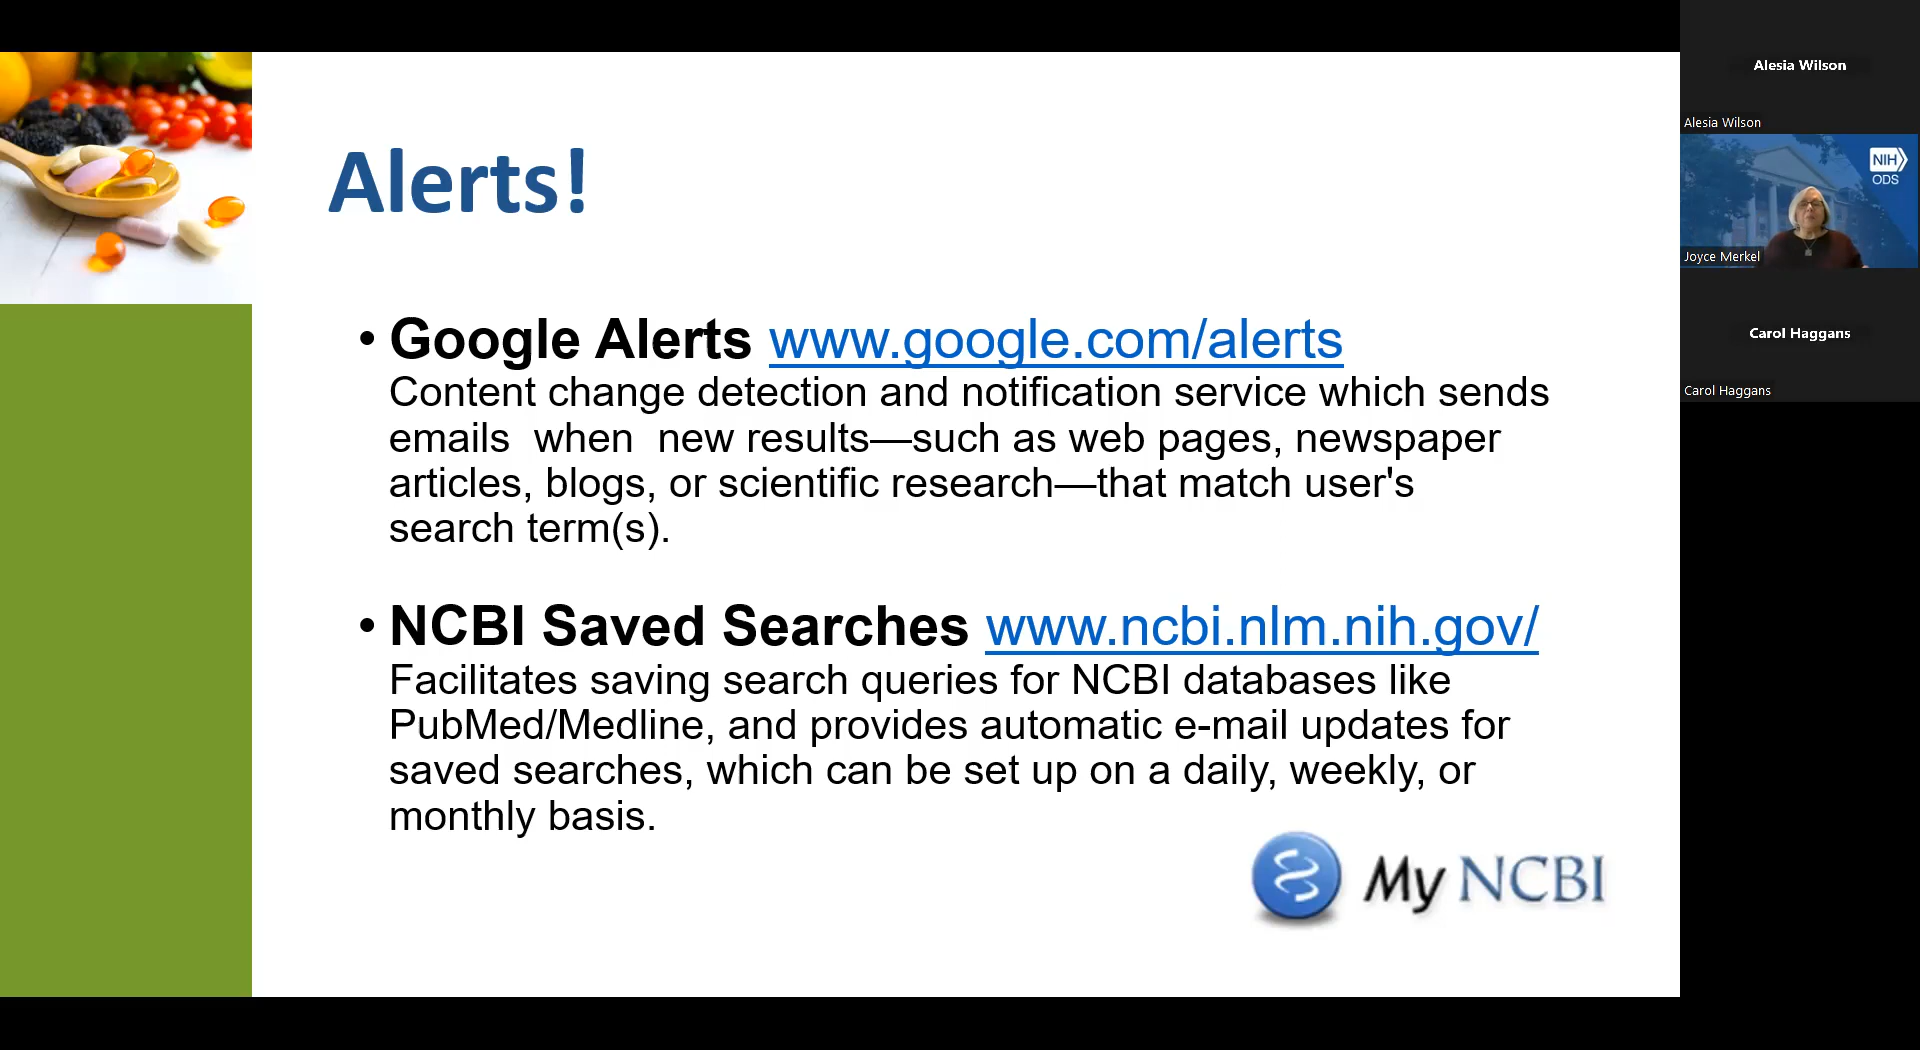 Alerts!
• Google Alerts www.google.com/alerts
Content change detection and notification service which sends
emails  when  new results—such as web pages, newspaper
articles, blogs, or scientific research—that match user's
search term(s).
• NCBI Saved Searches www.ncbi.nlm.nih.gov/
Facilitates saving search queries for NCBI databases like
PubMed/Medline, and provides automatic e-mail updates for
saved searches, which can be set up on a daily, weekly, or
monthly basis.
My NCBI
Alesia Wilson
Alesia Wilson
NIH
ODS
Joyce Merkel
Carol Haggans
Carol Haggans